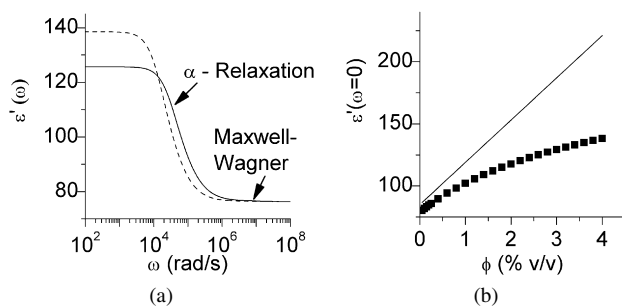 140
120
100
80
ε'(ω)
α - Relaxation
Maxwell-
Wagner
10² 10⁴ 10⁶ 10⁸
ω (rad/s)
(a)
200
150
100
ε'(ω=0)
0 1 2 3 4
ϕ (% v/v)
(b)